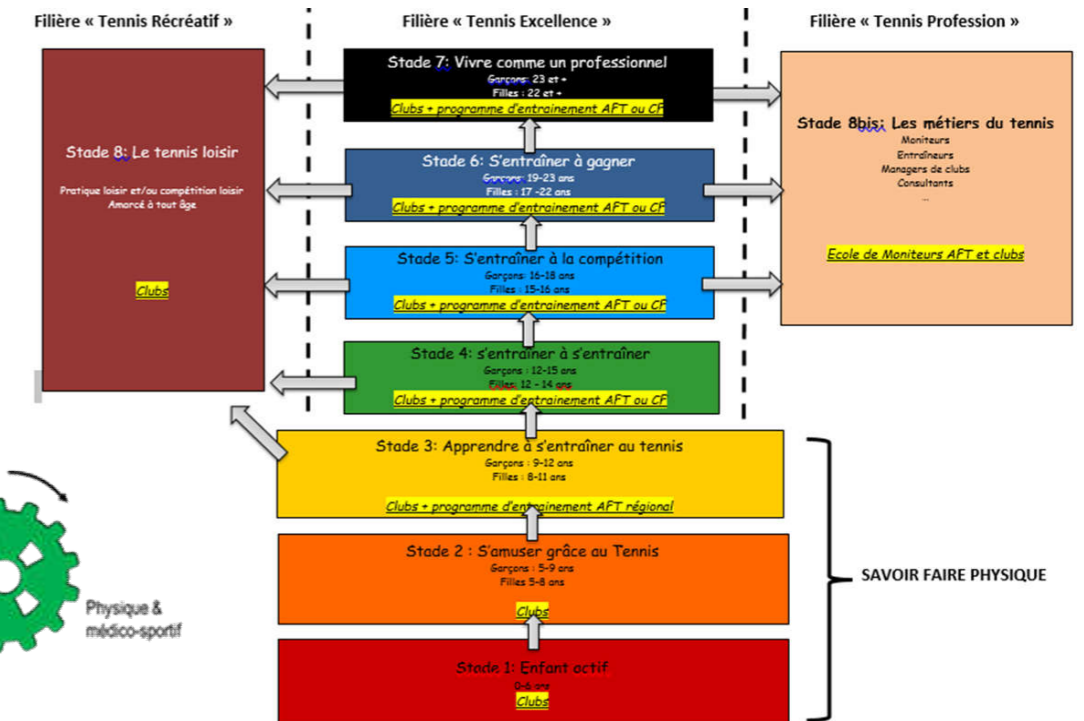 Filière « Tennis Récréatif »
Filière « Tennis Excellence »
Filière « Tennis Profession »
Stade 7: Vivre comme un professionnel
Garçons: 23 et +
Filles : 22 et +
Clubs + programme d'entrainement AFT ou CF
Stade 8: Le tennis loisir
Pratique loisir et/ou compétition loisir
Amorcé à tout âge
Clubs
Stade 8bis: Les métiers du tennis
Moniteurs
Entraîneurs
Managers de clubs
Consultants
...
Ecole de Moniteurs AFT et clubs
Stade 6: S'entraîner à gagner
Garçons: 19-23 ans
Filles : 17 -22 ans
Clubs + programme d'entrainement AFT ou CF
Stade 5: S'entraîner à la compétition
Garçons: 16-18 ans
Filles : 15-16 ans
Clubs + programme d'entrainement AFT ou CF
Stade 4: s'entraîner à s'entraîner
Garçons : 12-15 ans
Filles: 12 - 14 ans
Clubs + programme d'entrainement AFT ou CF
Stade 3: Apprendre à s'entraîner au tennis
Garçons : 9-12 ans
Filles : 8-11 ans
Clubs + programme d'entrainement AFT régional
Stade 2 : S'amuser grâce au Tennis
Garçons : 5-9 ans
Filles 5-8 ans
Clubs
SAVOIR FAIRE PHYSIQUE
Physique &
médico-sportif
Stade 1: Enfant actif
0-6 ans
Clubs